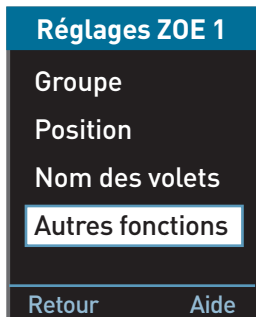 Réglages ZOE 1
Groupe
Position
Nom des volets
Autres fonctions
Retour Aide